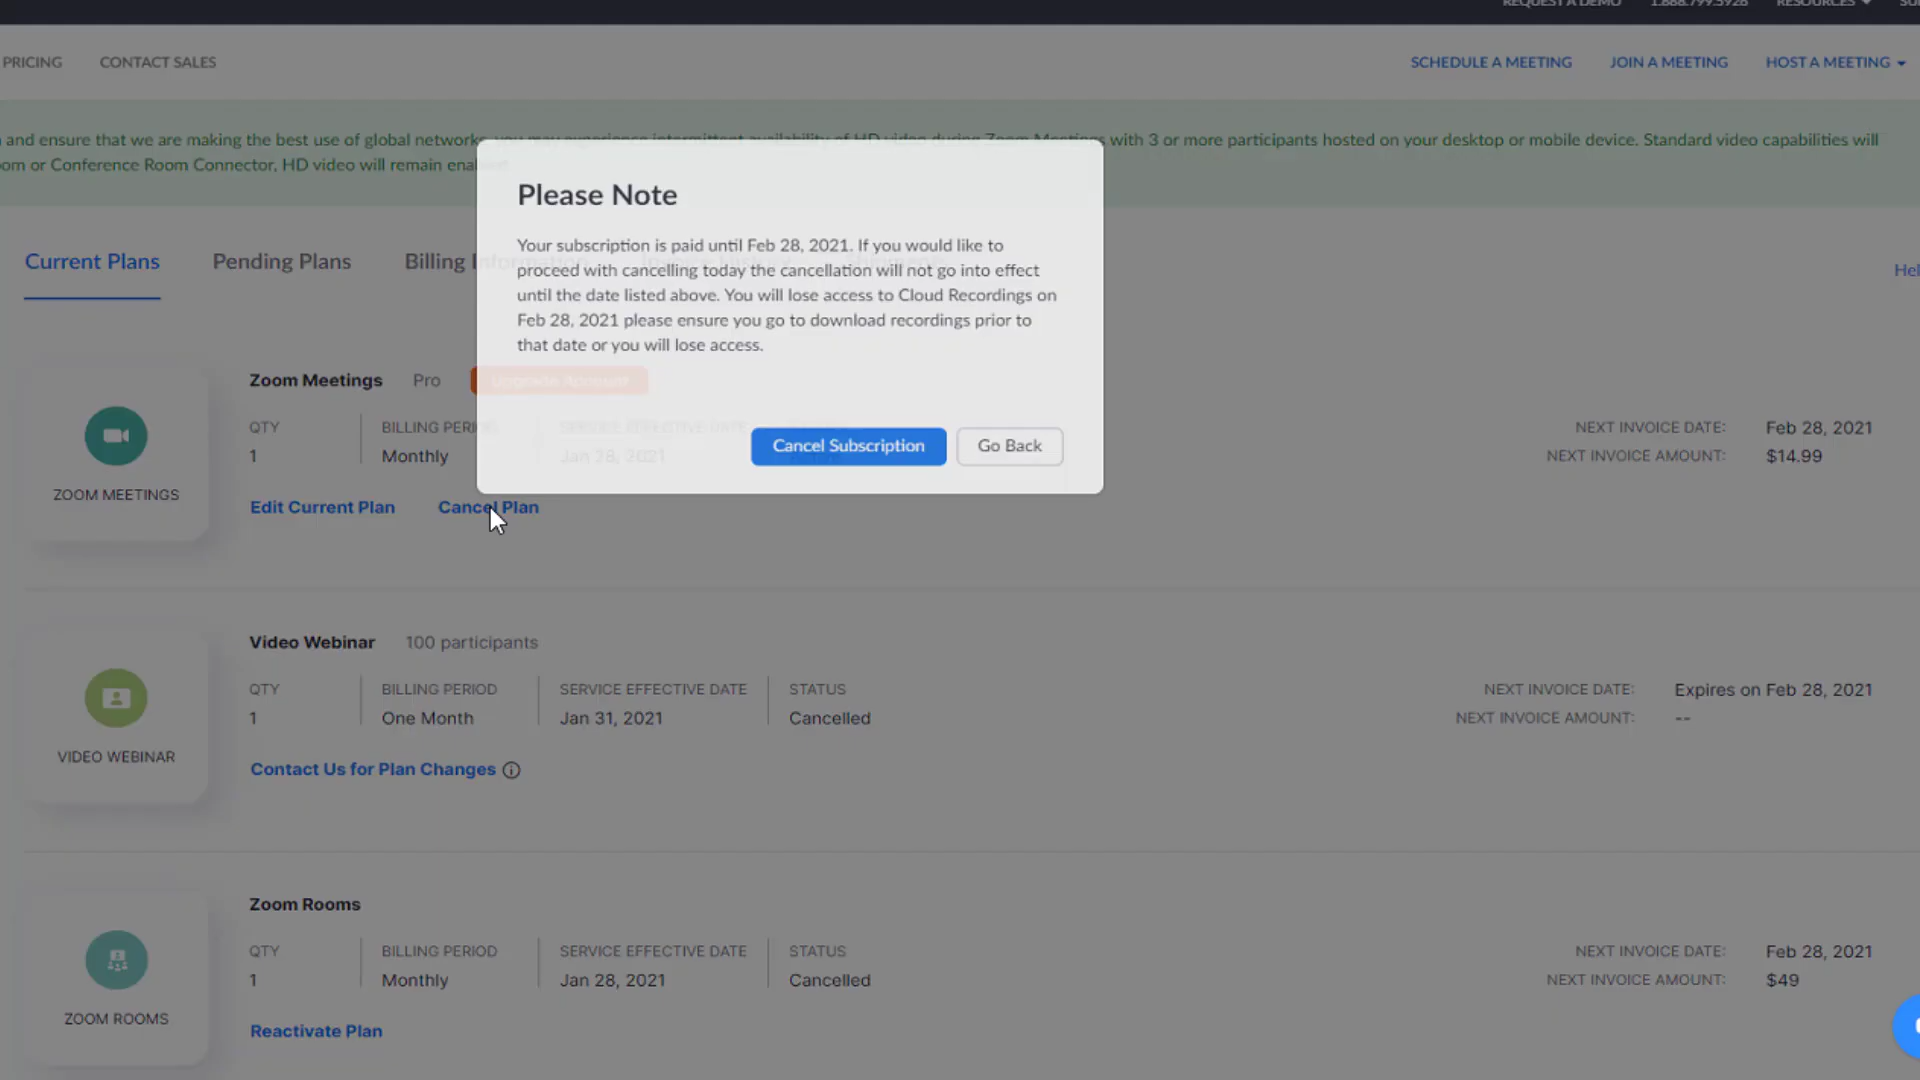 REQUEST A DEMO 1.888.799.5926 RESOURCES
PRICING CONTACT SALES SCHEDULE A MEETING JOIN A MEETING HOST A MEETING
and ensure that we are making the best use of global networks, you may experience intermittent availability of HD video during Zoom Meetings with 3 or more participants hosted on your desktop or mobile device. Standard video capabilities will
om or Conference Room Connector, HD video will remain
Please Note
Your subscription is paid until Feb 28, 2021. If you would like to
proceed with cancelling today the cancellation will not go into effect
until the date listed above. You will lose access to Cloud Recordings on
Feb 28, 2021 please ensure you go to download recordings prior to
that date or you will lose access.
Cancel Subscription Go Back
Current Plans Pending Plans Billing Information
Hel
Zoom Meetings Pro Upgrade Account
QTY BILLING PERIOD SERVICE EFFECTIVE DATE NEXT INVOICE DATE: Feb 28, 2021
1 Monthly Jan 28, 2021 NEXT INVOICE AMOUNT: $14.99
ZOOM MEETINGS
Edit Current Plan Cancel Plan
Video Webinar 100 participants
QTY BILLING PERIOD SERVICE EFFECTIVE DATE STATUS NEXT INVOICE DATE: Expires on Feb 28, 2021
1 One Month Jan 31, 2021 Cancelled NEXT INVOICE AMOUNT: --
VIDEO WEBINAR
Contact Us for Plan Changes
Zoom Rooms
QTY BILLING PERIOD SERVICE EFFECTIVE DATE STATUS NEXT INVOICE DATE: Feb 28, 2021
1 Monthly Jan 28, 2021 Cancelled NEXT INVOICE AMOUNT: $49
ZOOM ROOMS
Reactivate Plan